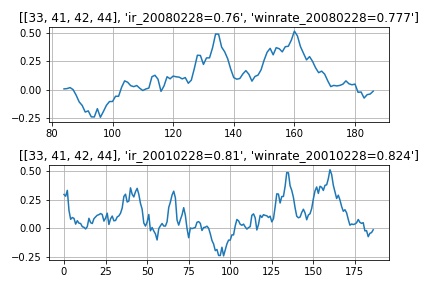 [[33, 41, 42, 44], 'ir_20080228=0.76', 'winrate_20080228=0.777']
0.50
0.25
0.00
−0.25
80 100 120 140 160 180
[[33, 41, 42, 44], 'ir_20010228=0.81', 'winrate_20010228=0.824']
0.50
0.25
0.00
−0.25
0 25 50 75 100 125 150 175